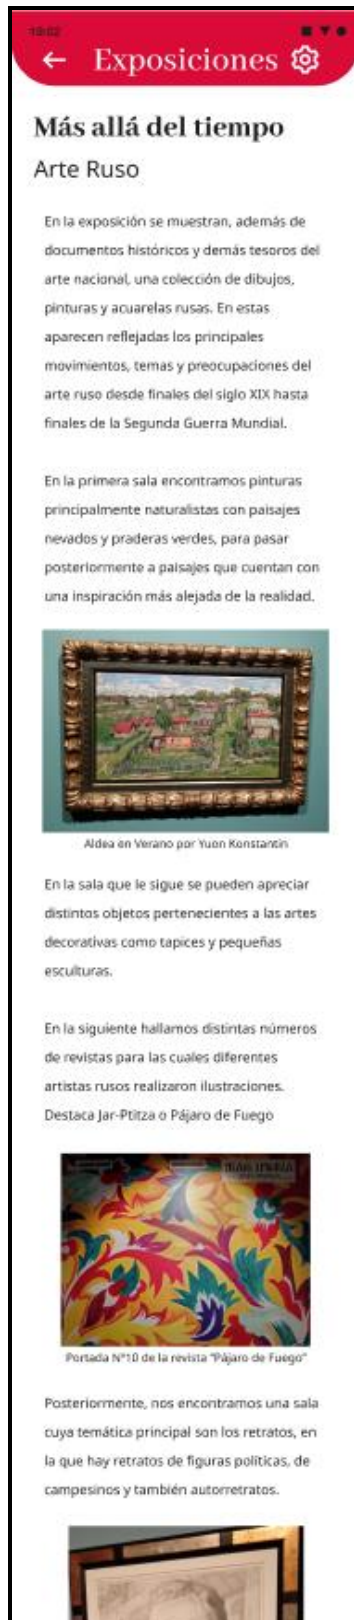 19:02
Exposiciones
Más allá del tiempo
Arte Ruso
En la exposición se muestran, además de
documentos históricos y demás tesoros del
arte nacional, una colección de dibujos,
pinturas y acuarelas rusas. En estas
aparecen reflejadas los principales
movimientos, temas y preocupaciones del
arte ruso desde finales del siglo XIX hasta
finales de la Segunda Guerra Mundial.
En la primera sala encontramos pinturas
principalmente naturalistas con paisajes
nevados y praderas verdes, para pasar
posteriormente a paisajes que cuentan con
una inspiración más alejada de la realidad.
Aldea en Verano por Yuon Konstantin
En la sala que le sigue se pueden apreciar
distintos objetos pertenecientes a las artes
decorativas como tapices y pequeñas
esculturas.
En la siguiente hallamos distintas números
de revistas para las cuales diferentes
artistas rusos realizaron ilustraciones.
Destaca Jar-Ptitza o Pájaro de Fuego
Portada Nº10 de la revista "Pájaro de Fuego"
Posteriormente, nos encontramos una sala
cuya temática principal son los retratos, en
la que hay retratos de figuras políticas, de
campesinos y también autorretratos.